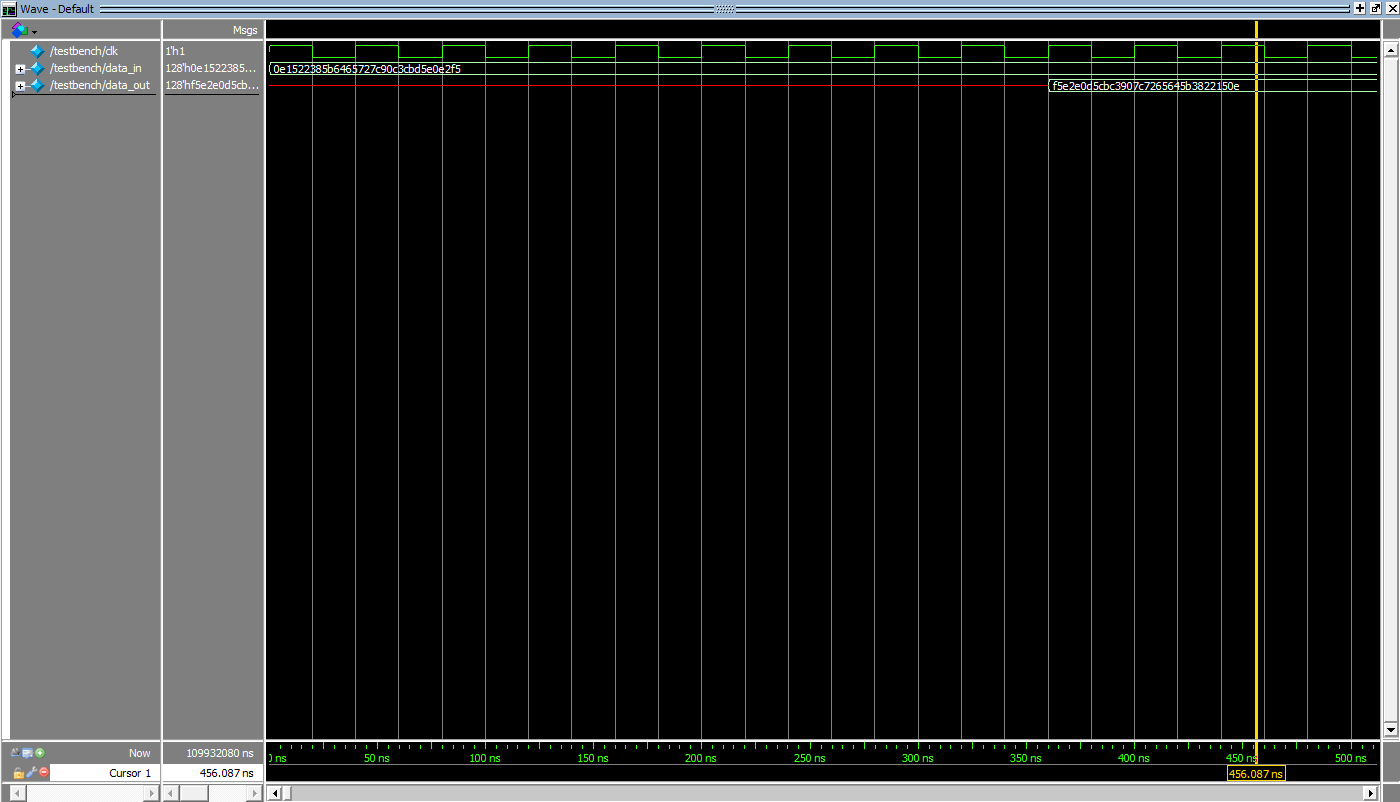 Wave - Default
Msgs
/testbench/clk 1'h1
/testbench/data_in 128'h0e1522385... 0e1522385b6465727c90c3cbd5e0e2f5
/testbench/data_out 128'hf5e2e0d5cb... f5e2e0d5cbc3907c7265645b3822150e
Now 109932080 ns ns 50 ns 100 ns 150 ns 200 ns 250 ns 300 ns 350 ns 400 ns 450 ns 500 ns
Cursor 1 456.087 ns 456.087 ns